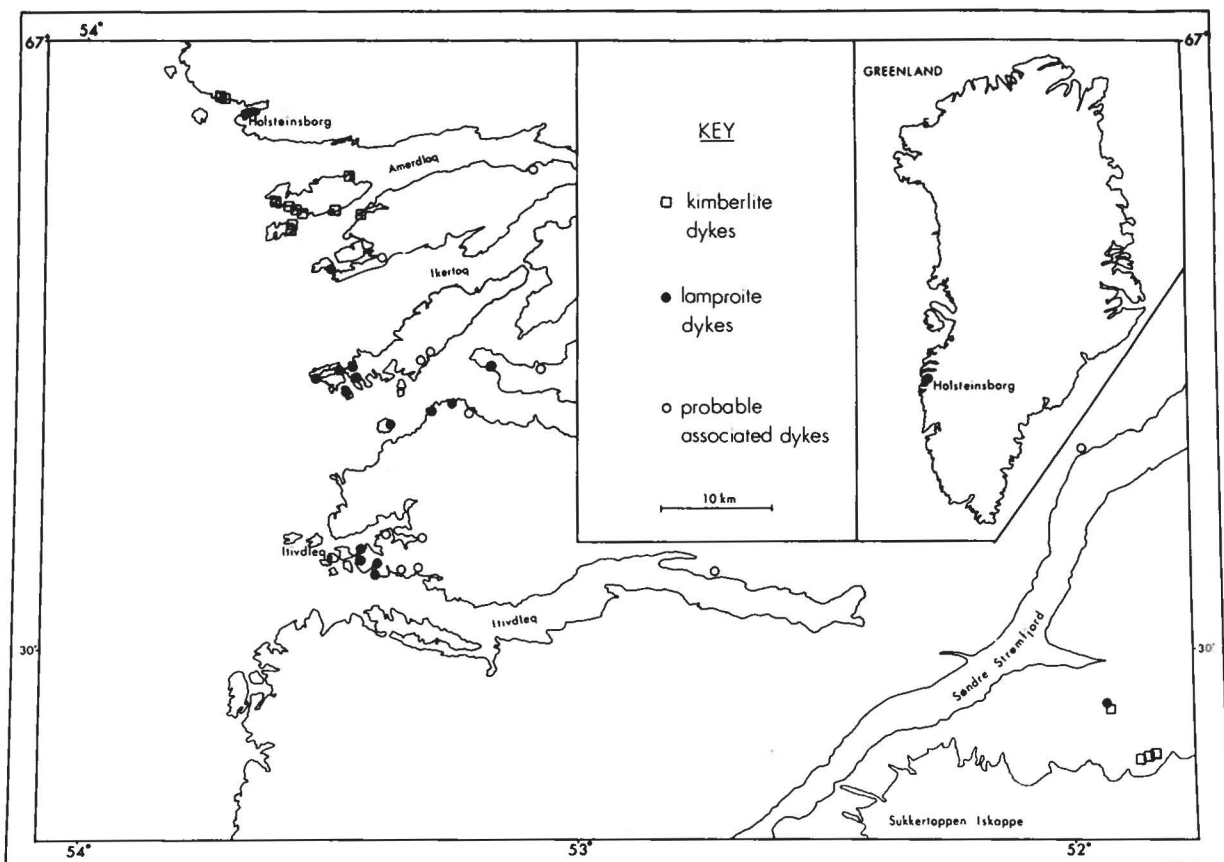 54°
67°
67°
GREENLAND
KEY
kimberlite
dykes
lamproite
dykes
probable
associated dykes
10 km
Holsteinsborg
Holsteinsborg
Amerdloq
Ikertoq
Itivdleq
Itivdleq
30'
30'
Søndre Strømfjord
Sukkertoppen Iskappe
54°
53°
52°